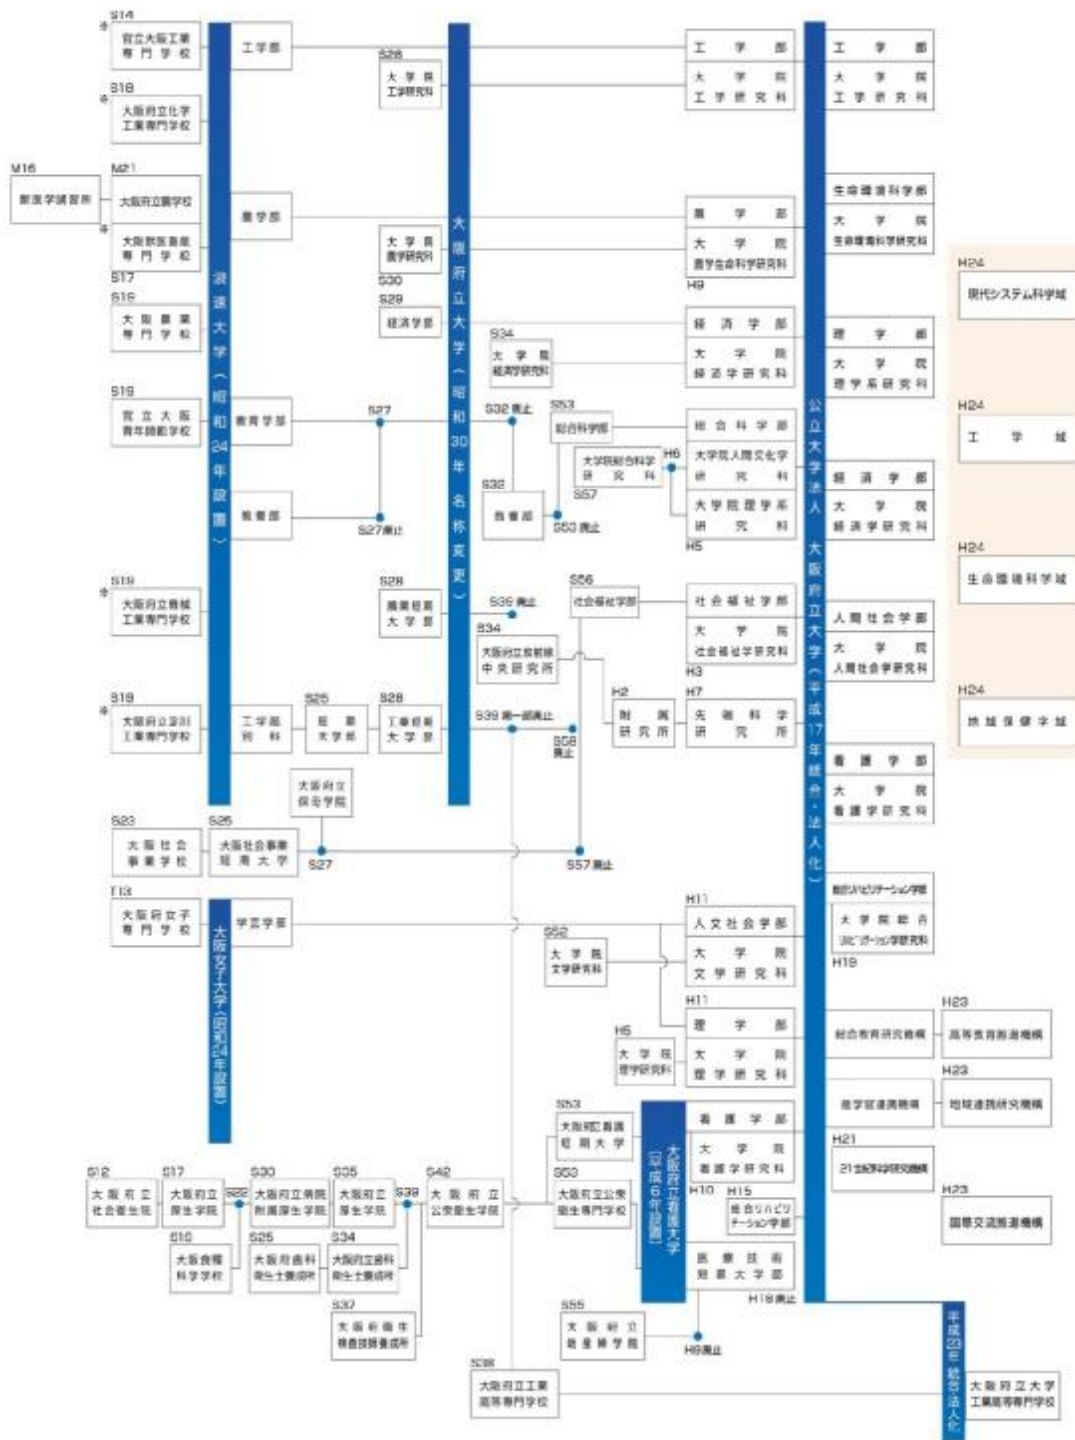 S14
官立大阪工業
専門学校
工学部
S28
大学院
工学研究科
工学部
大学院
工学研究科
工学部
大学院
工学研究科
S18
大阪府立化学
工業専門学校
M16
獣医学講習所
M21
大阪府立農学校
大阪獣医畜産
専門学校
S17
農学部
大学院
農学研究科
S30
農学部
大学院
農学生命科学研究科
H9
生命環境科学部
大学院
生命環境科学研究科
S19
大阪農業
専門学校
S29
経済学部
S34
大学院
経済学研究科
経済学部
大学院
経済学研究科
理学部
大学院
理学系研究科
S19
官立大阪
青年師範学校
教育学部
S27
S32 廃止
S53
総合科学部
総合科学部
大学院総合科学
研究科
S57
H6
大学院人間文化学
研究科
大学院理学系
研究科
H5
経済学部
大学院
経済学研究科
教養部
S27廃止
S32
教養部
S53 廃止
浪速大学(昭和24年設置)
大阪府立大学(昭和30年 名称変更)
公立大学法人 大阪府立大学(平成17年統合・法人化)
S19
大阪府立機械
工業専門学校
S28
農業短期
大学部
S34
大阪府立放射線
中央研究所
S56
社会福祉学部
社会福祉学部
大学院
社会福祉学研究科
H3
人間社会学部
大学院
人間社会学研究科
S19
大阪府立淀川
工業専門学校
工学部
別科
S25
短期
大学部
S28
工業短期
大学部
S39 第一部廃止
S58
廃止
H2
附属
研究所
H7
先端科学
研究所
看護学部
大学院
看護学研究科
大阪府立
保母学院
S23
大阪社会
事業学校
S25
大阪社会事業
短期大学
S27
S57 廃止
T13
大阪府女子
専門学校
学芸学部
大阪女子大学(昭和24年設置)
S52
大学院
文学研究科
H11
人文社会学部
大学院
文学研究科
総合リハビリテーション学部
大学院総合
リハビリテーション学研究科
H19
H11
理学部
大学院
理学研究科
大学院
理学研究科
総合教育研究機構
H23
高等教育推進機構
産学官連携機構
H23
地域連携研究機構
H21
21世紀科学研究機構
H23
国際交流推進機構
H24
現代システム科学域
H24
工学域
H24
生命環境科学域
H24
地域保健学域
S53
大阪府立看護
短期大学
大阪府立看護大学
(平成6年設置)
看護学部
大学院
看護学研究科
H10
H15
総合リハビリ
テーション学部
医療技術
短期大学部
H18 廃止
S12
大阪府立
社会衛生院
S17
大阪府立
厚生学院
S22
S30
大阪府立病院
附属厚生学院
S35
大阪府立
厚生学院
S39
S42
大阪府立
公衆衛生学院
S53
大阪府立公衆
衛生専門学校
大阪食糧
科学学校
S25
大阪府歯科
衛生士養成所
S34
大阪府立歯科
衛生士養成所
S37
大阪府衛生
検査技師養成所
S55
大阪府立
助産婦学院
H8 廃止
S38
大阪府立工業
高等専門学校
平成23年 統合・法人化
大阪府立大学
工業高等専門学校